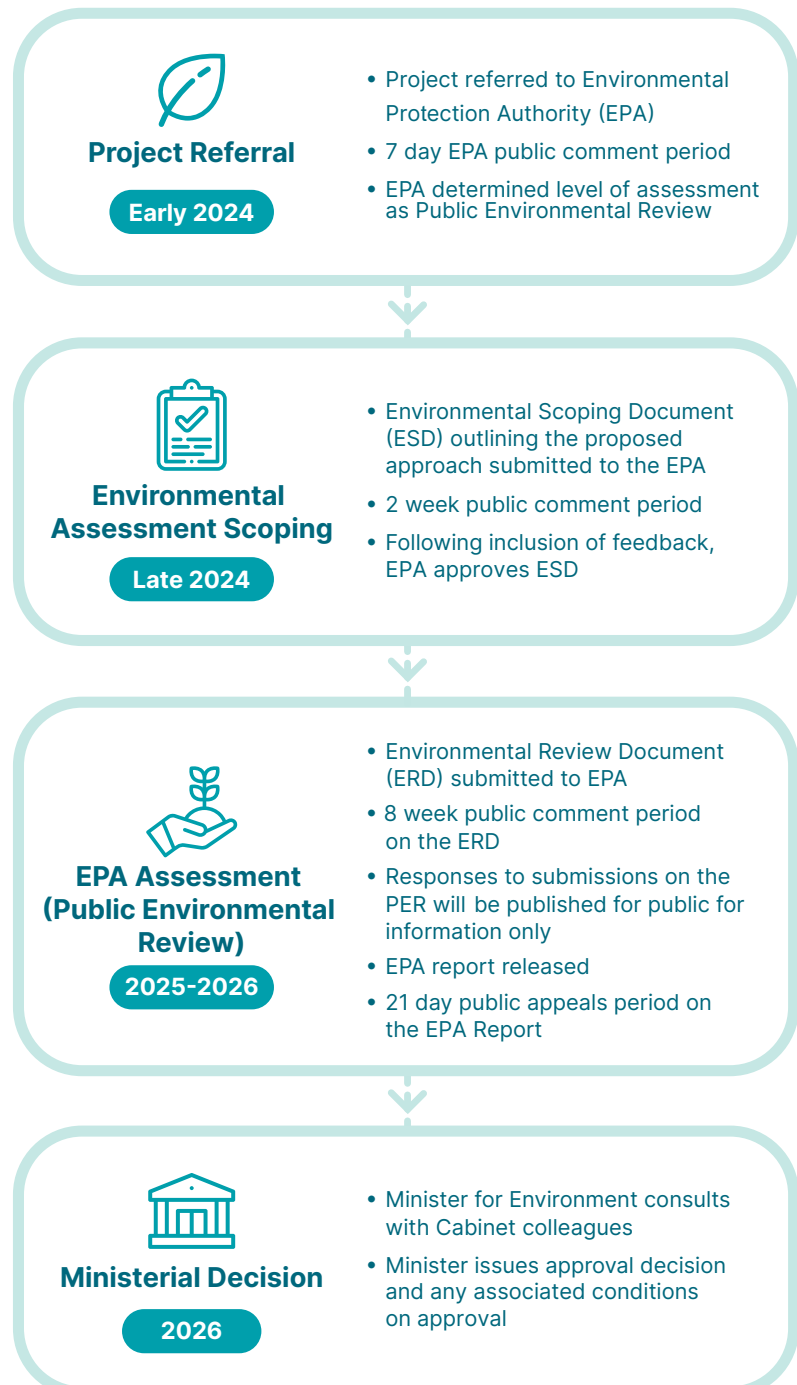 Project Referral
Early 2024
• Project referred to Environmental
Protection Authority (EPA)
• 7 day EPA public comment period
• EPA determined level of assessment
as Public Environmental Review
Environmental
Assessment Scoping
Late 2024
• Environmental Scoping Document
(ESD) outlining the proposed
approach submitted to the EPA
• 2 week public comment period
• Following inclusion of feedback,
EPA approves ESD
EPA Assessment
(Public Environmental
Review)
2025-2026
• Environmental Review Document
(ERD) submitted to EPA
• 8 week public comment period
on the ERD
• Responses to submissions on the
PER will be published for public for
information only
• EPA report released
• 21 day public appeals period on
the EPA Report
Ministerial Decision
2026
• Minister for Environment consults
with Cabinet colleagues
• Minister issues approval decision
and any associated conditions
on approval